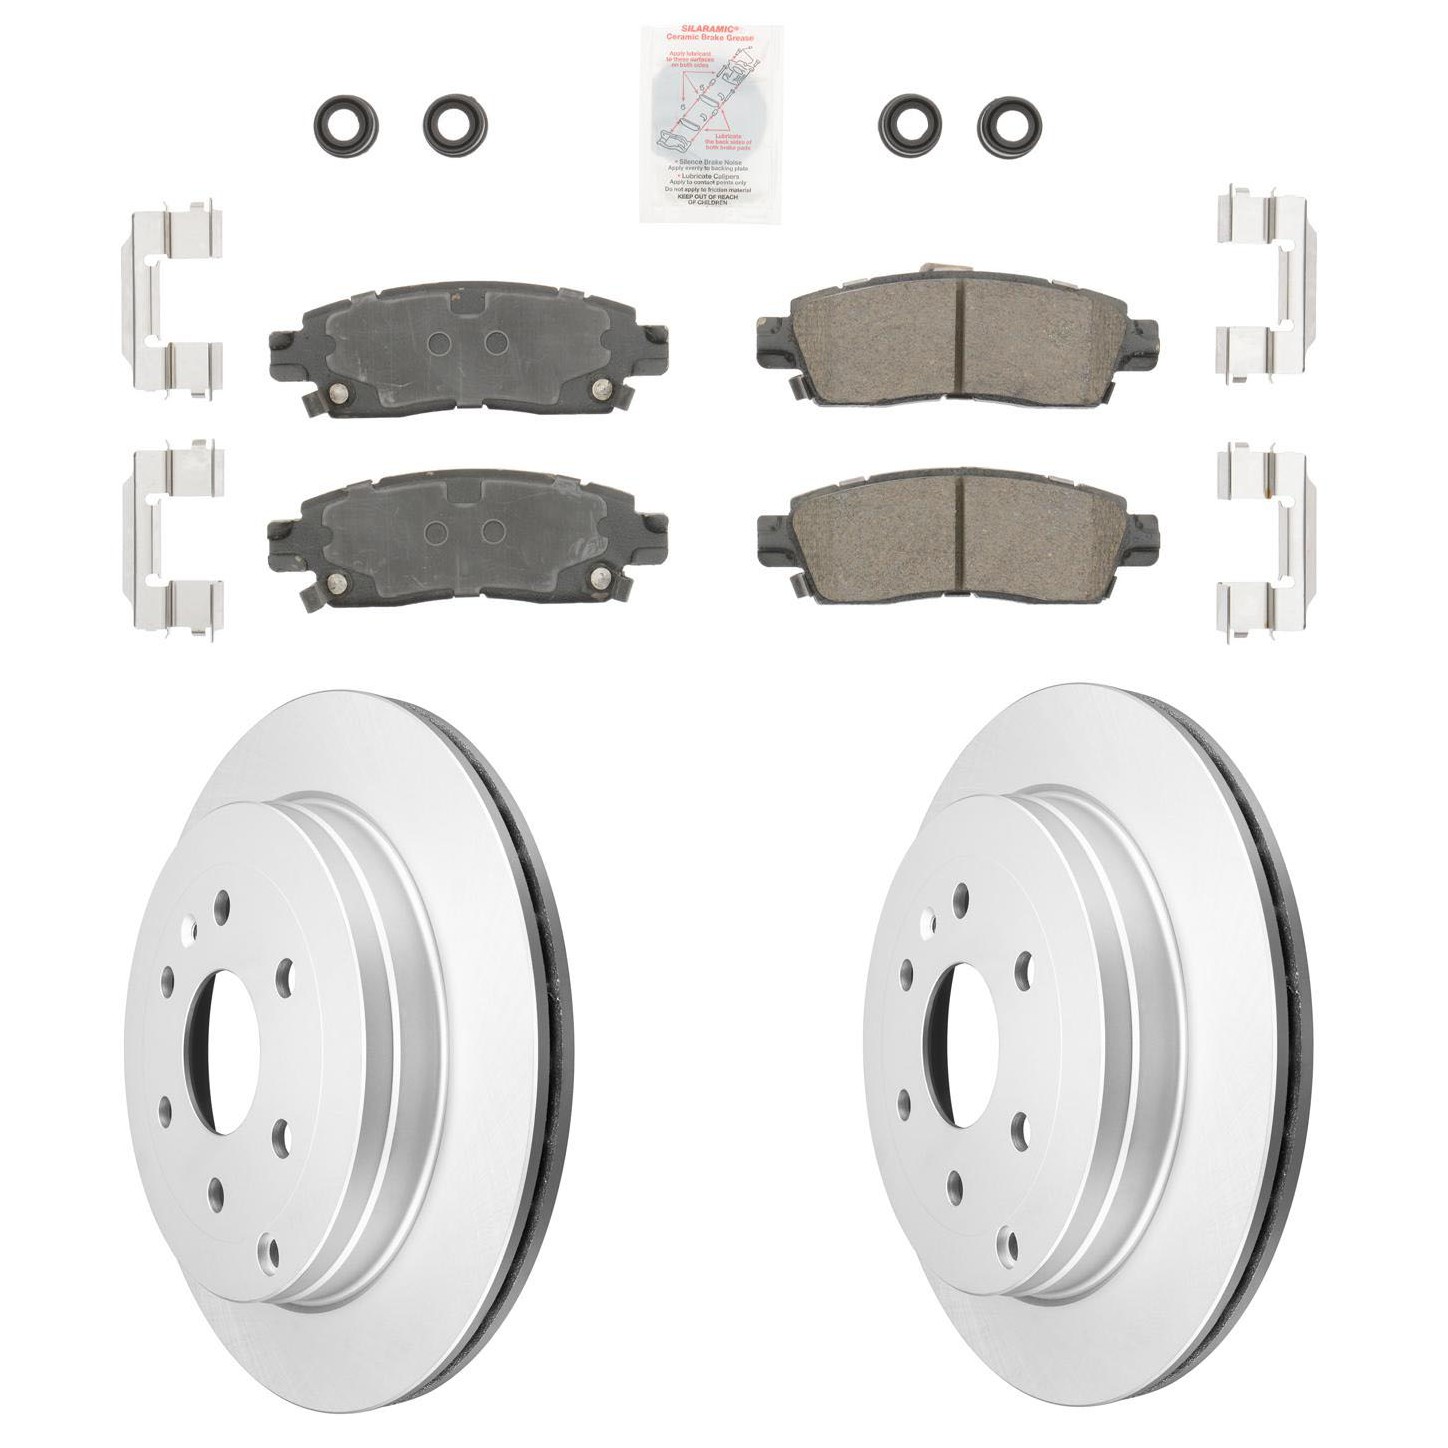 SILARAMIC®
Ceramic Brake Grease
Apply lubricant
to these surfaces
on both sides
Lubricate
the back sides of
both brake pads
• Silence Brake Noise
Apply evenly to backing plate
• Lubricate Calipers
Apply to contact points only
Do not apply to friction material
KEEP OUT OF REACH
OF CHILDREN